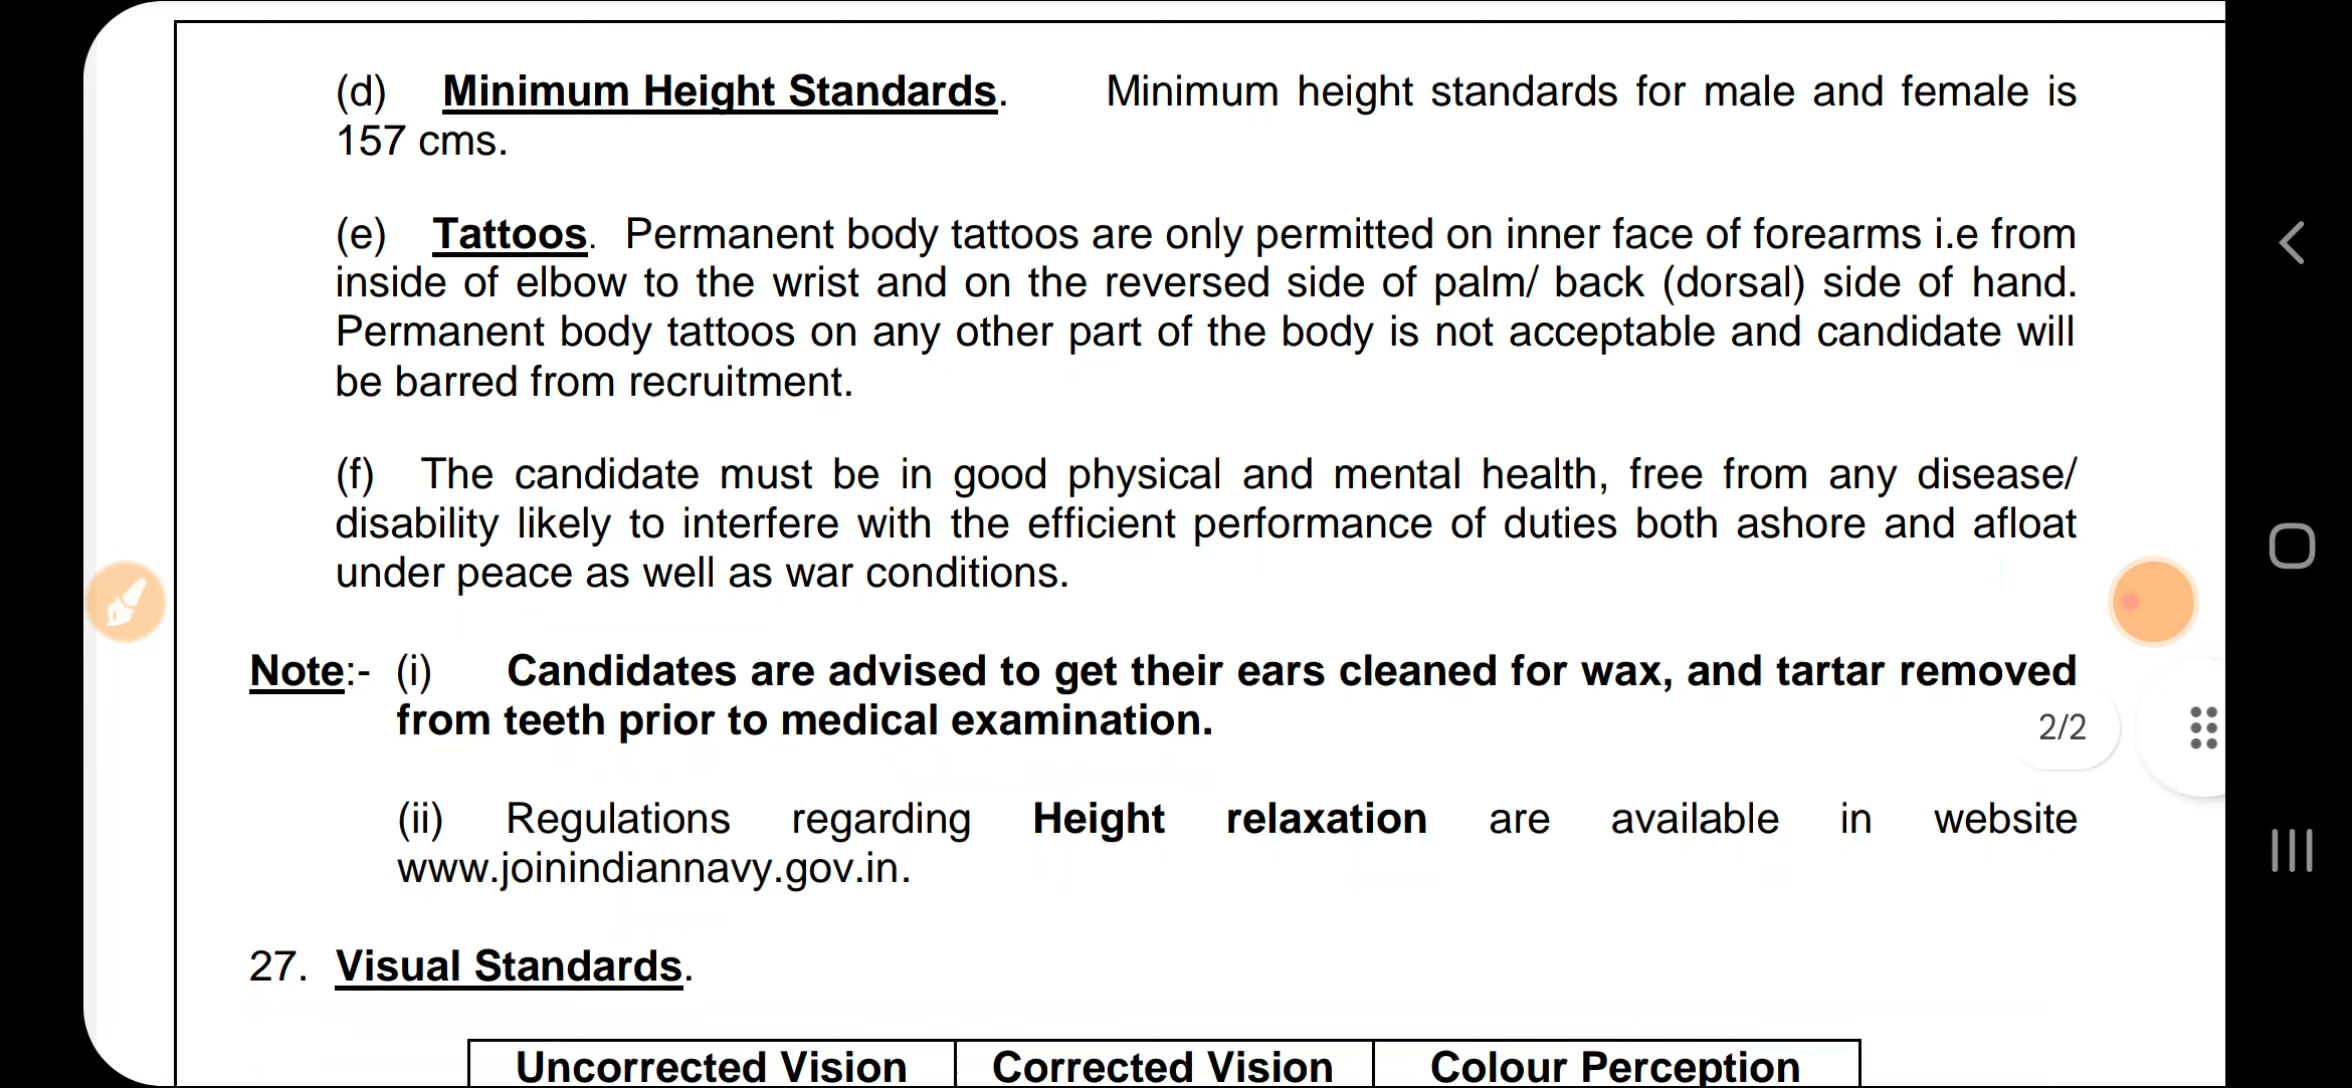 (d) Minimum Height Standards. Minimum height standards for male and female is
157 cms.
(e) Tattoos. Permanent body tattoos are only permitted on inner face of forearms i.e from
inside of elbow to the wrist and on the reversed side of palm/ back (dorsal) side of hand.
Permanent body tattoos on any other part of the body is not acceptable and candidate will
be barred from recruitment.
(f) The candidate must be in good physical and mental health, free from any disease/
disability likely to interfere with the efficient performance of duties both ashore and afloat
under peace as well as war conditions.
Note:- (i) Candidates are advised to get their ears cleaned for wax, and tartar removed
from teeth prior to medical examination.
2/2
(ii) Regulations regarding Height relaxation are available in website
www.joinindiannavy.gov.in.
27. Visual Standards.
Uncorrected Vision Corrected Vision Colour Perception